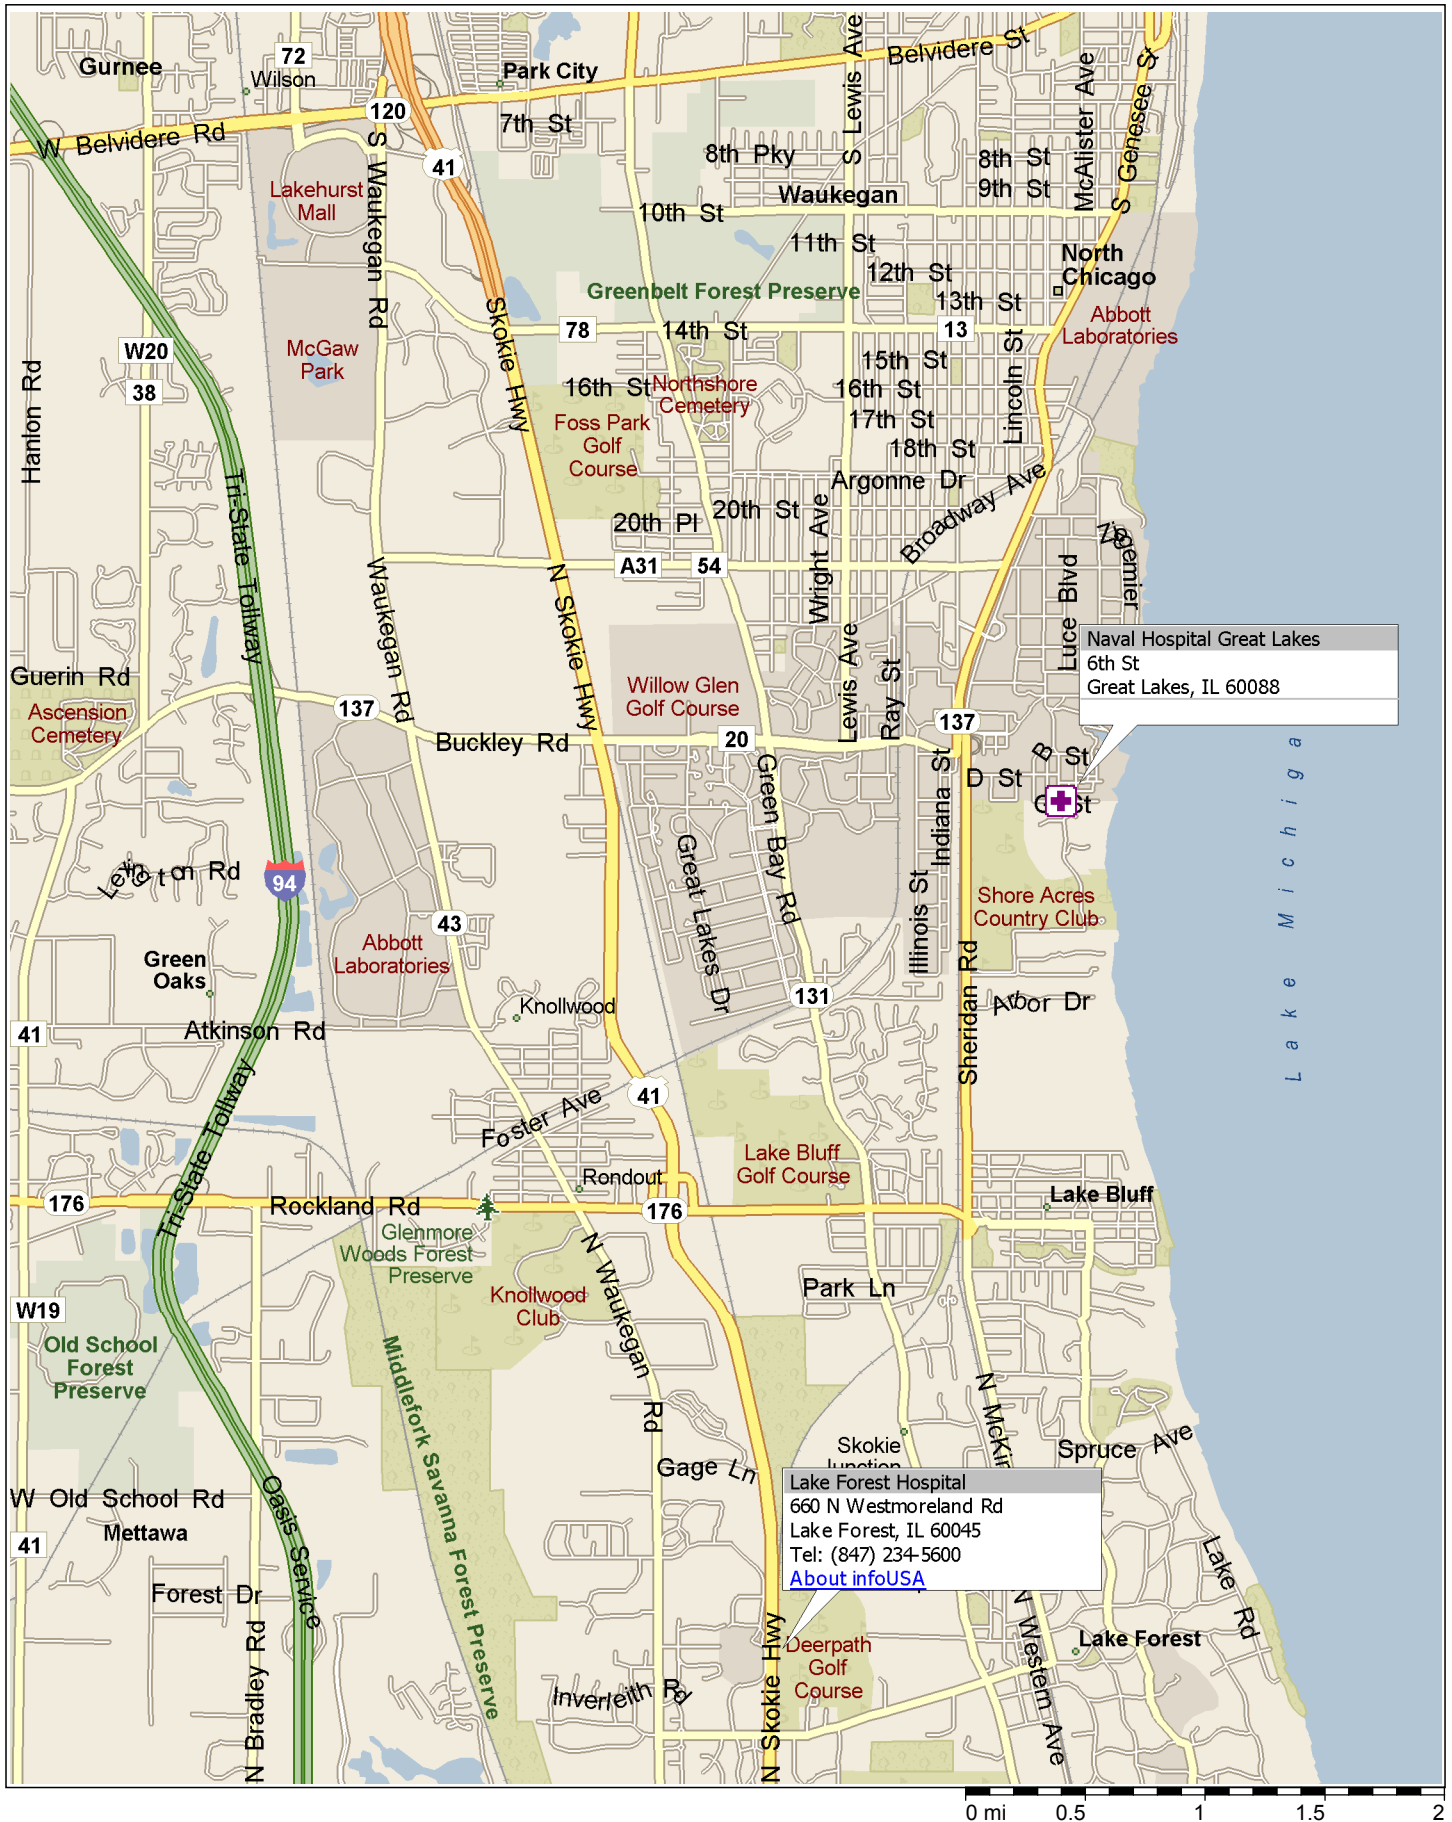 Gurnee
72
Wilson
Park City
Belvidere St
S Lewis Ave
McAlister Ave
S Genesee St
120
W Belvidere Rd
7th St
41
8th Pky
8th St
9th St
Waukegan
Lakehurst
Mall
S Waukegan Rd
10th St
11th St
12th St
North
Chicago
Greenbelt Forest Preserve
13th St
Abbott
Laboratories
Skokie Hwy
78
14th St
13
W20
38
McGaw
Park
Hanlon Rd
15th St
Lincoln St
16th St
Northshore
Cemetery
16th St
Foss Park
Golf
Course
17th St
18th St
Argonne Dr
Broadway Ave
Tri-State Tollway
20th Pl
20th St
Wright Ave
A31
54
Luce Blvd
Waukegan Rd
N Skokie Hwy
Naval Hospital Great Lakes
6th St
Great Lakes, IL 60088
Guerin Rd
Ascension
Cemetery
137
Willow Glen
Golf Course
Lewis Ave
Ray St
137
Buckley Rd
20
B St
D St
St
Indiana St
Green Bay Rd
Great Lakes Dr
Lexington Rd
94
43
Illinois St
Shore Acres
Country Club
Lake Michiga
Abbott
Laboratories
Green
Oaks
Sheridan Rd
131
Arbor Dr
Knollwood
41
Atkinson Rd
Tri-State Tollway
41
Foster Ave
Lake Bluff
Golf Course
Rondout
176
Rockland Rd
176
Lake Bluff
Glenmore
Woods Forest
Preserve
N Waukegan Rd
Knollwood
Club
Park Ln
W19
Old School
Forest
Preserve
Middlefork Savanna Forest Preserve
N McKin
Skokie
Junction
Spruce Ave
Gage Ln
Lake Forest Hospital
660 N Westmoreland Rd
Lake Forest, IL 60045
Tel: (847) 234-5600
About infoUSA
W Old School Rd
Mettawa
41
Oasis Service
Forest Dr
N Bradley Rd
Lake Rd
N Western Ave
Lake Forest
N Skokie Hwy
Deerpath
Golf
Course
Inverleith Rd
0 mi 0.5 1 1.5 2